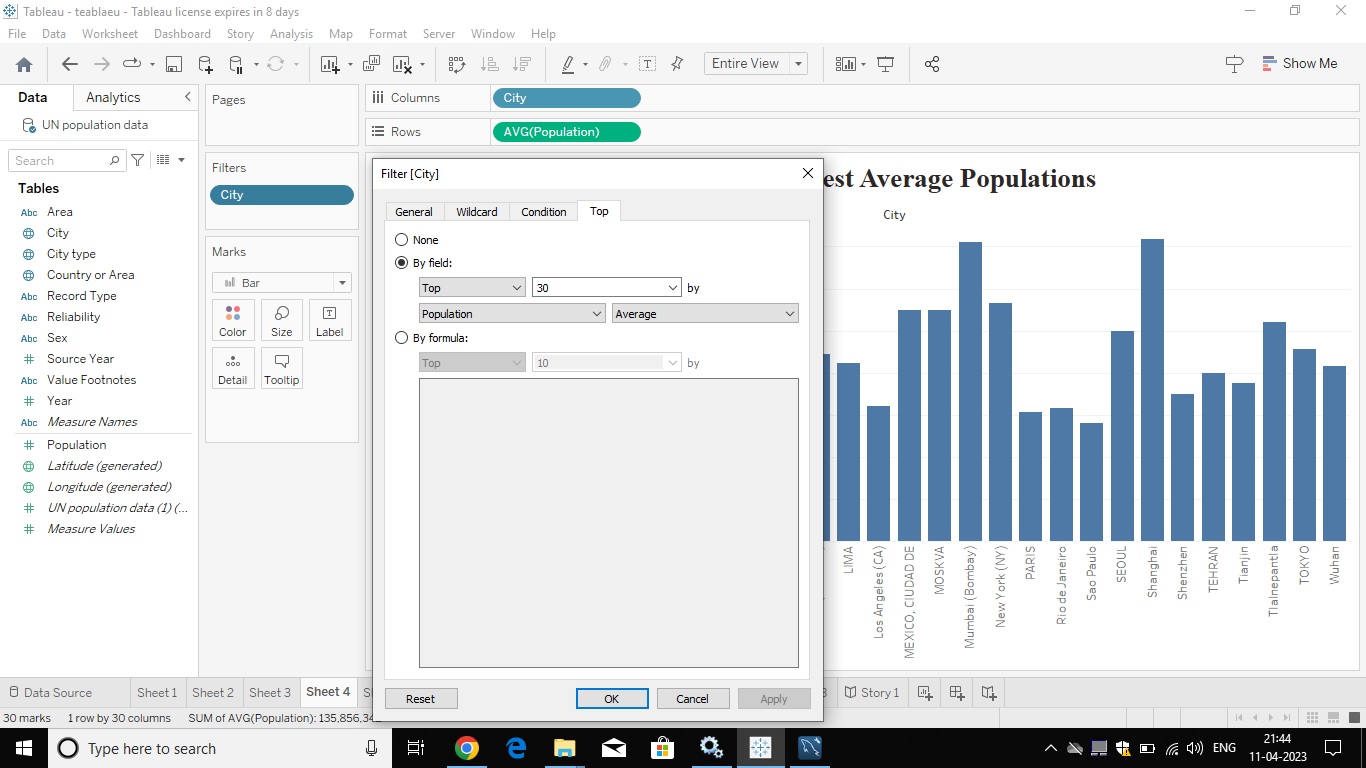 Tableau - teablaeu - Tableau license expires in 8 days
File Data Worksheet Dashboard Story Analysis Map Format Server Window Help
Entire View
Show Me
Data Analytics
UN population data
Search
Tables
Abc Area
City
City type
Country or Area
Abc Record Type
Abc Reliability
Abc Sex
Source Year
Abc Value Footnotes
Year
Abc Measure Names
Population
Latitude (generated)
Longitude (generated)
UN population data (1) (...
Measure Values
Pages
Filters
City
Marks
Bar
Color Size Label
Detail Tooltip
Columns City
Rows AVG(Population)
est Average Populations
City
Filter [City]
General Wildcard Condition Top
None
By field:
Top 30 by
Population Average
By formula:
Top 10 by
Reset OK Cancel Apply
LIMA
Los Angeles (CA)
MEXICO, CIUDAD DE
MOSKVA
Mumbai (Bombay)
New York (NY)
PARIS
Rio de Janeiro
Sao Paulo
SEOUL
Shanghai
Shenzhen
TEHRAN
Tianjin
Tlalnepantla
TOKYO
Wuhan
Data Source Sheet 1 Sheet 2 Sheet 3 Sheet 4 Story 1
30 marks 1 row by 30 columns SUM of AVG(Population): 135,856,34
Type here to search
ENG
21:44
11-04-2023